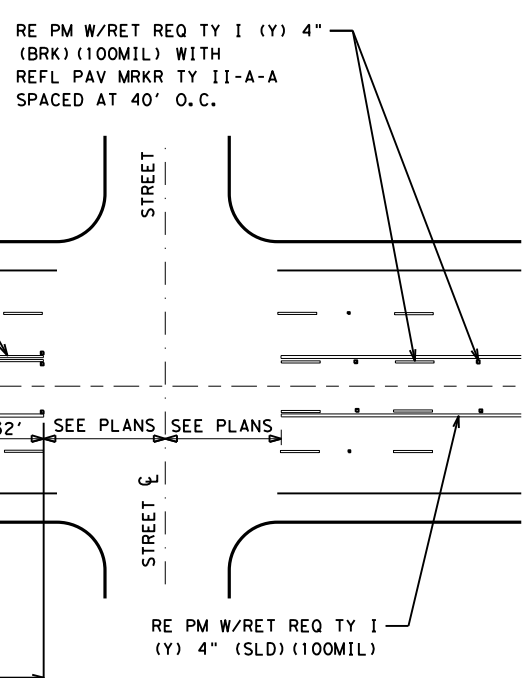 RE PM W/RET REQ TY I (Y) 4"
(BRK)(100MIL) WITH
REFL PAV MRKR TY II-A-A
SPACED AT 40' O.C.
STREET
SEE PLANS
SEE PLANS
STREET ℄
RE PM W/RET REQ TY I
(Y) 4" (SLD)(100MIL)